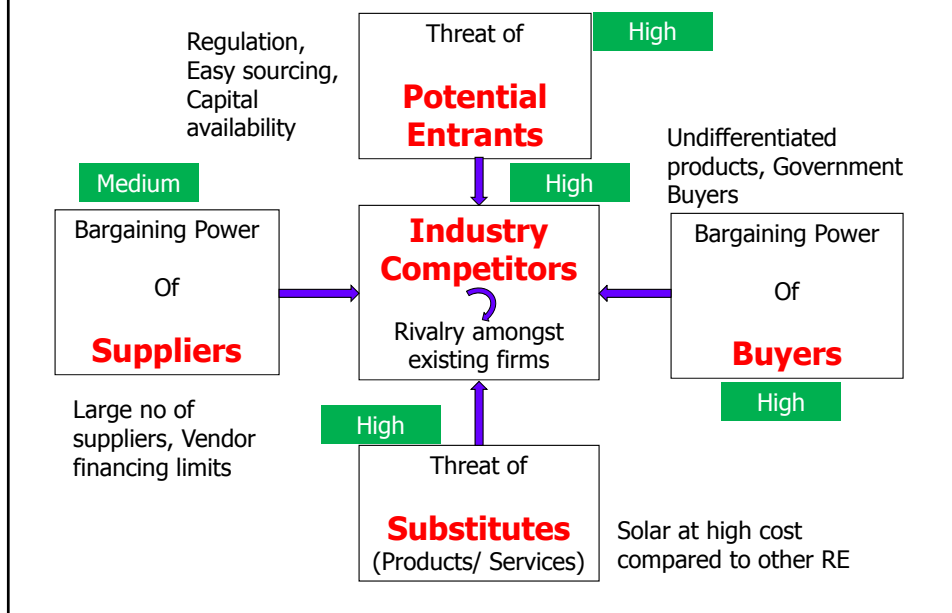 Regulation,
Easy sourcing,
Capital
availability
Threat of
Potential
Entrants
High
Medium
Bargaining Power
Of
Suppliers
Large no of
suppliers, Vendor
financing limits
High
Industry
Competitors
Rivalry amongst
existing firms
Undifferentiated
products, Government
Buyers
Bargaining Power
Of
Buyers
High
High
Threat of
Substitutes
(Products/ Services)
Solar at high cost
compared to other RE